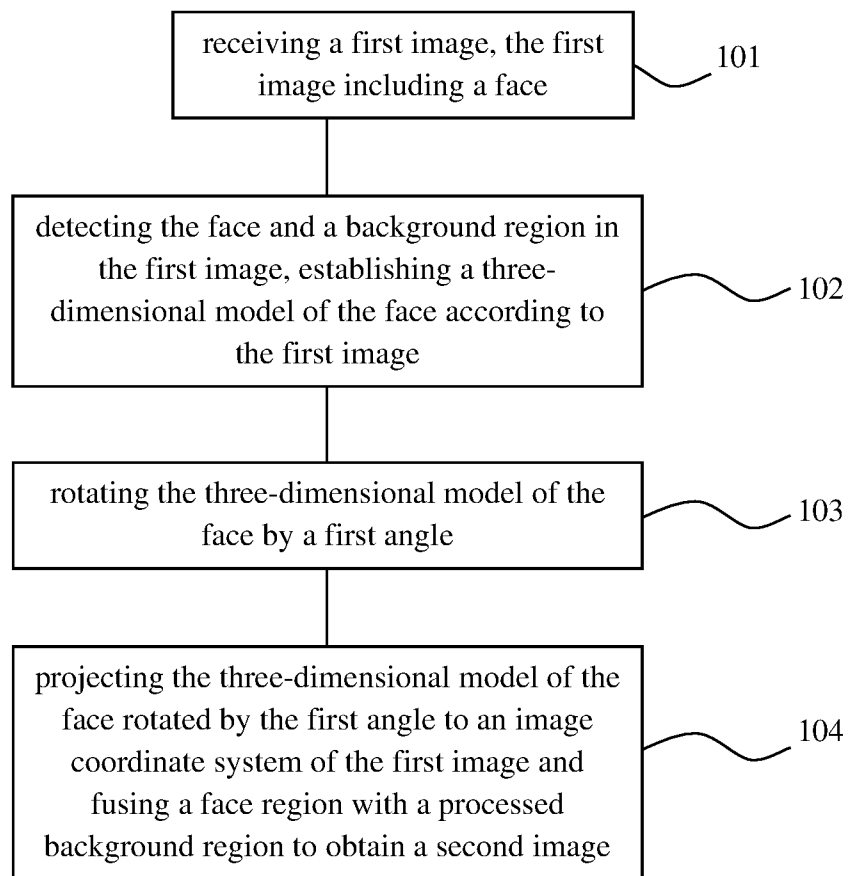 receiving a first image, the first
image including a face
101
detecting the face and a background region in
the first image, establishing a three-
dimensional model of the face according to
the first image
102
rotating the three-dimensional model of the
face by a first angle
103
projecting the three-dimensional model of the
face rotated by the first angle to an image
coordinate system of the first image and
fusing a face region with a processed
background region to obtain a second image
104